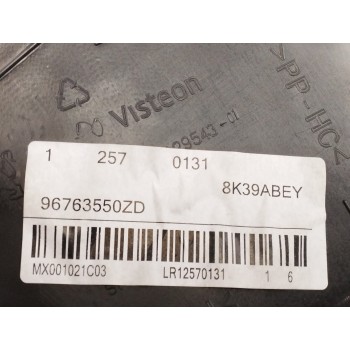 Visteon
>PP-HC
29543-01
1 257 0131
8K39ABEY
96763550ZD
MX001021C03 LR12570131 1 6